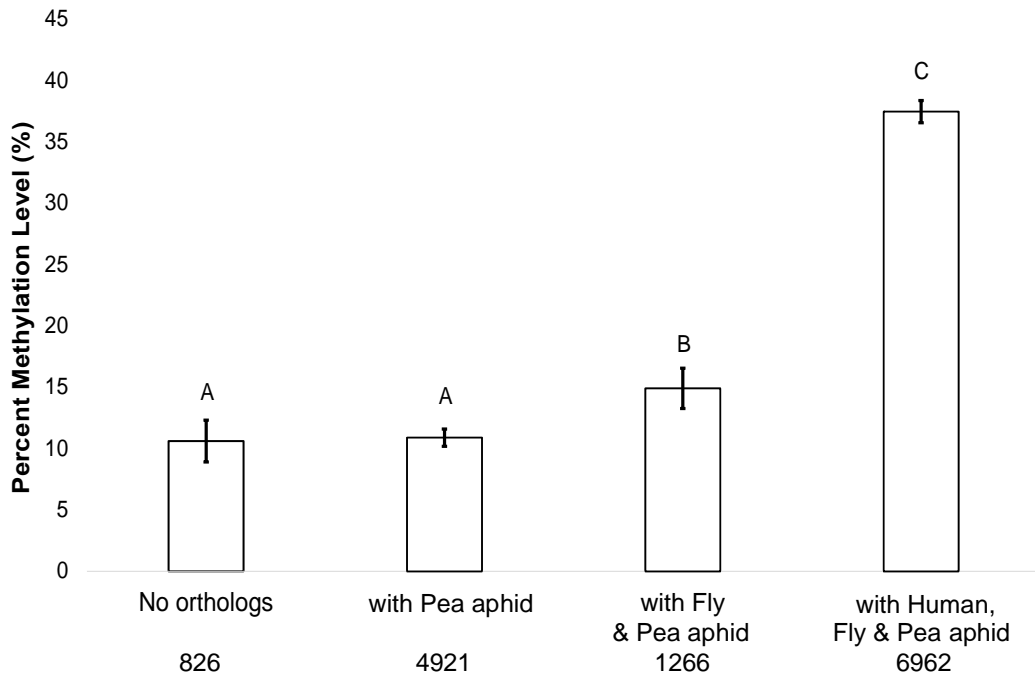 45
40
35
30
25
20
15
10
5
0
Percent Methylation Level (%)
A
A
B
C
No orthologs
with Pea aphid
with Fly
& Pea aphid
with Human,
Fly & Pea aphid
826
4921
1266
6962